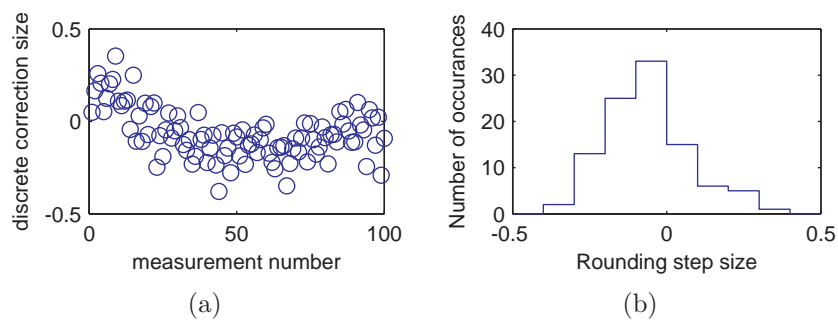 0.5
0
-0.5
discrete correction size
0
50
100
measurement number
(a)
40
30
20
10
0
Number of occurances
-0.5
0
0.5
Rounding step size
(b)